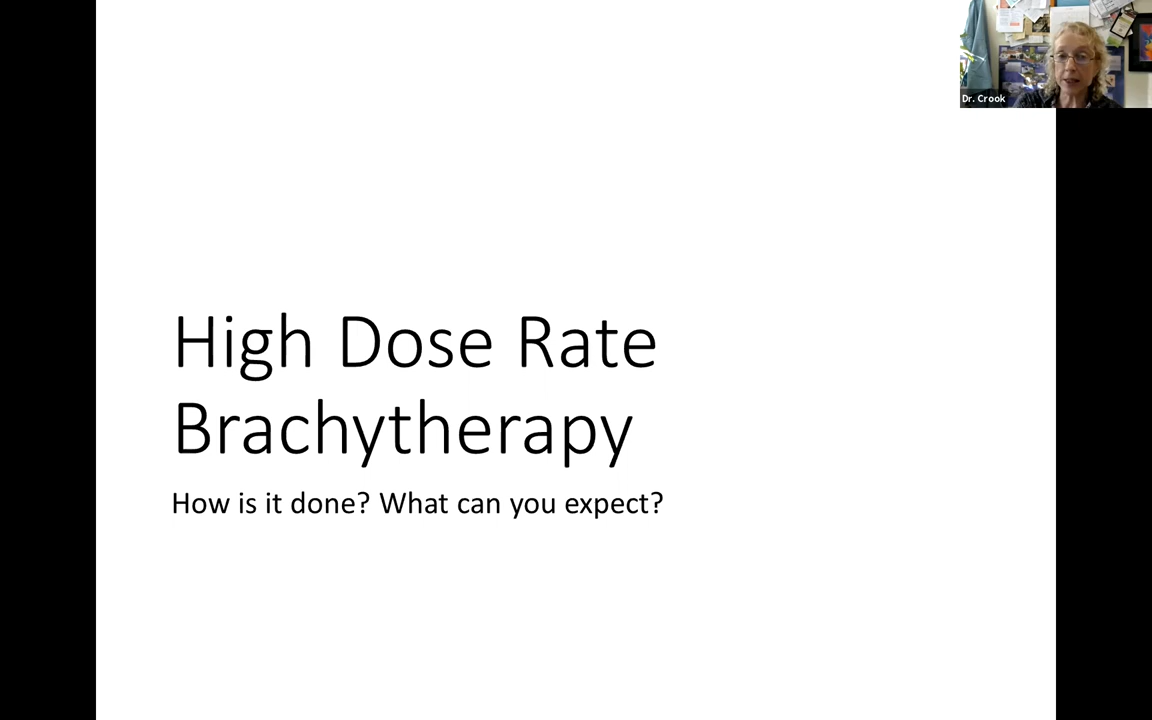 Dr. Crook
High Dose Rate
Brachytherapy
How is it done? What can you expect?